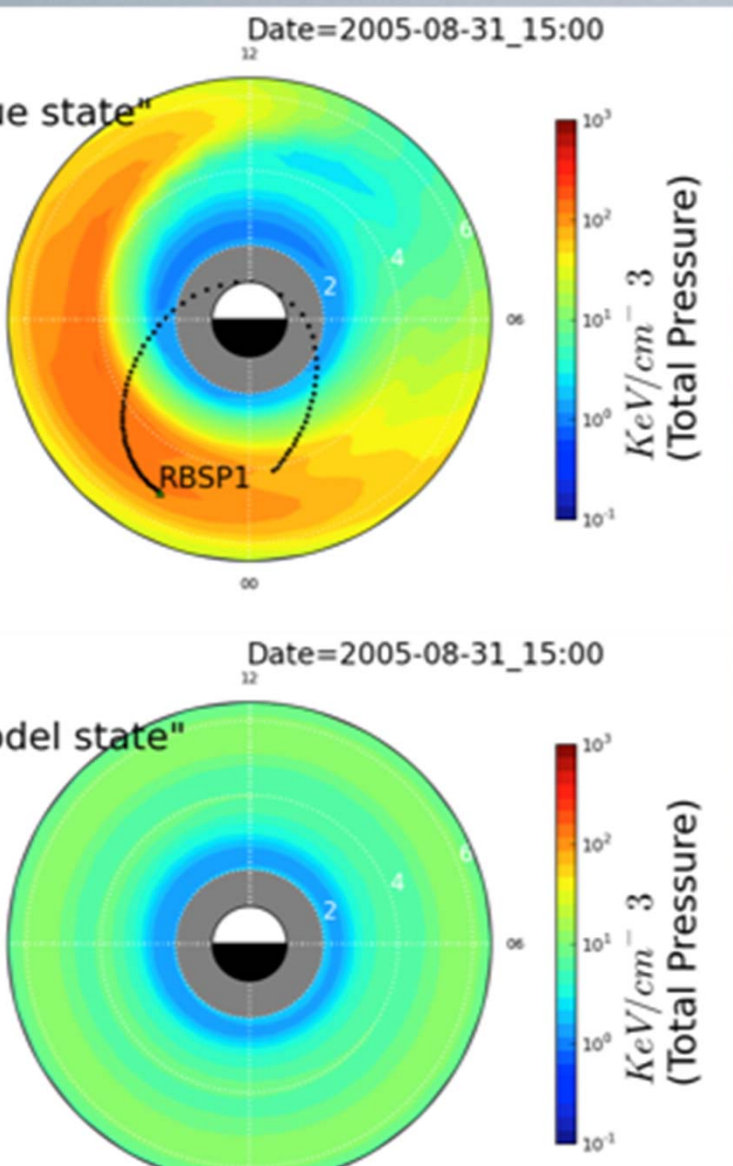 Date=2005-08-31_15:00
12
ue state"
10³
10²
10¹
10⁰
10⁻¹
KeV/cm⁻ 3
(Total Pressure)
6
4
2
06
RBSP1
00
Date=2005-08-31_15:00
12
odel state"
10³
10²
10¹
10⁰
10⁻¹
KeV/cm⁻ 3
(Total Pressure)
6
4
2
06